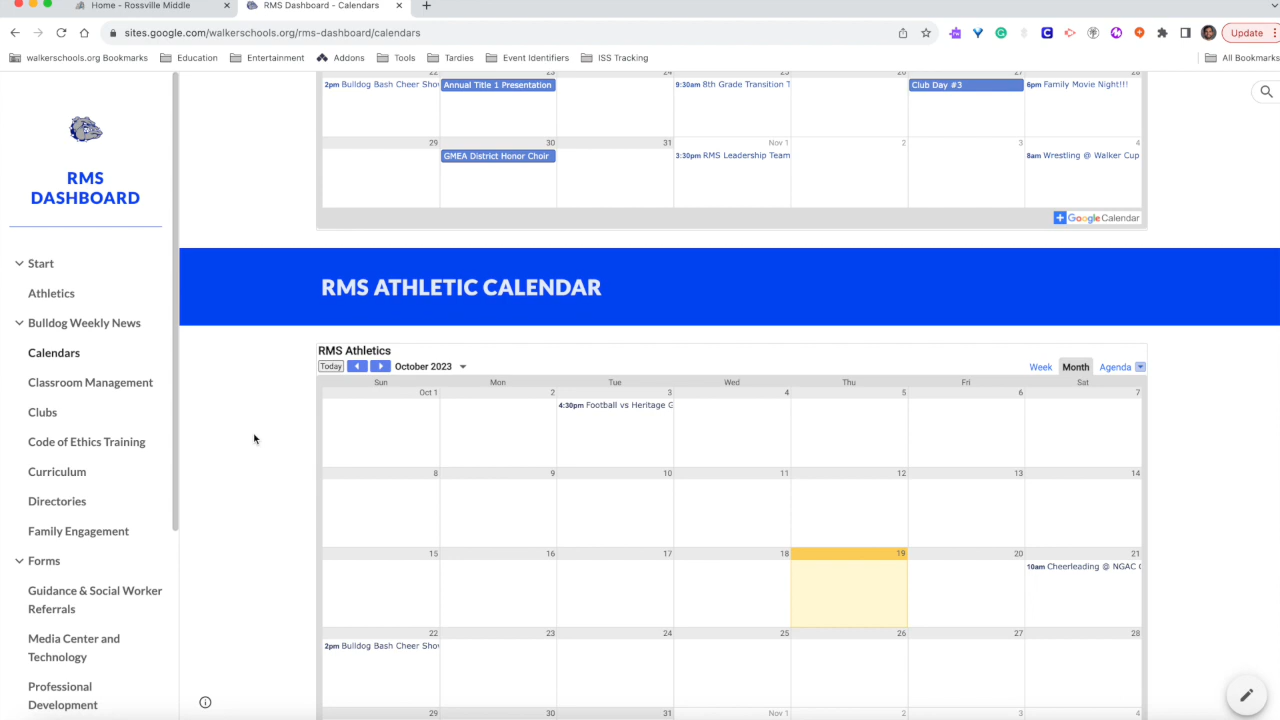 Home - Rossville Middle
RMS Dashboard - Calendars
sites.google.com/walkerschools.org/rms-dashboard/calendars
Update
walkerschools.org Bookmarks
Education
Entertainment
Addons
Tools
Tardies
Event Identifiers
ISS Tracking
All Bookmarks
RMS
DASHBOARD
Start
Athletics
Bulldog Weekly News
Calendars
Classroom Management
Clubs
Code of Ethics Training
Curriculum
Directories
Family Engagement
Forms
Guidance & Social Worker
Referrals
Media Center and
Technology
Professional
Development
22 23 24 25 26 27 28
2pm Bulldog Bash Cheer Show
Annual Title 1 Presentation
9:30am 8th Grade Transition T
Club Day #3
6pm Family Movie Night!!!
29 30 31 Nov 1 2 3 4
GMEA District Honor Choir
3:30pm RMS Leadership Team
8am Wrestling @ Walker Cup
Google Calendar
RMS ATHLETIC CALENDAR
RMS Athletics
Today
October 2023
Week
Month
Agenda
Sun Mon Tue Wed Thu Fri Sat
Oct 1 2 3 4 5 6 7
4:30pm Football vs Heritage G
8 9 10 11 12 13 14
15 16 17 18 19 20 21
10am Cheerleading @ NGAC
22 23 24 25 26 27 28
2pm Bulldog Bash Cheer Show
29 30 31 Nov 1 2 3 4